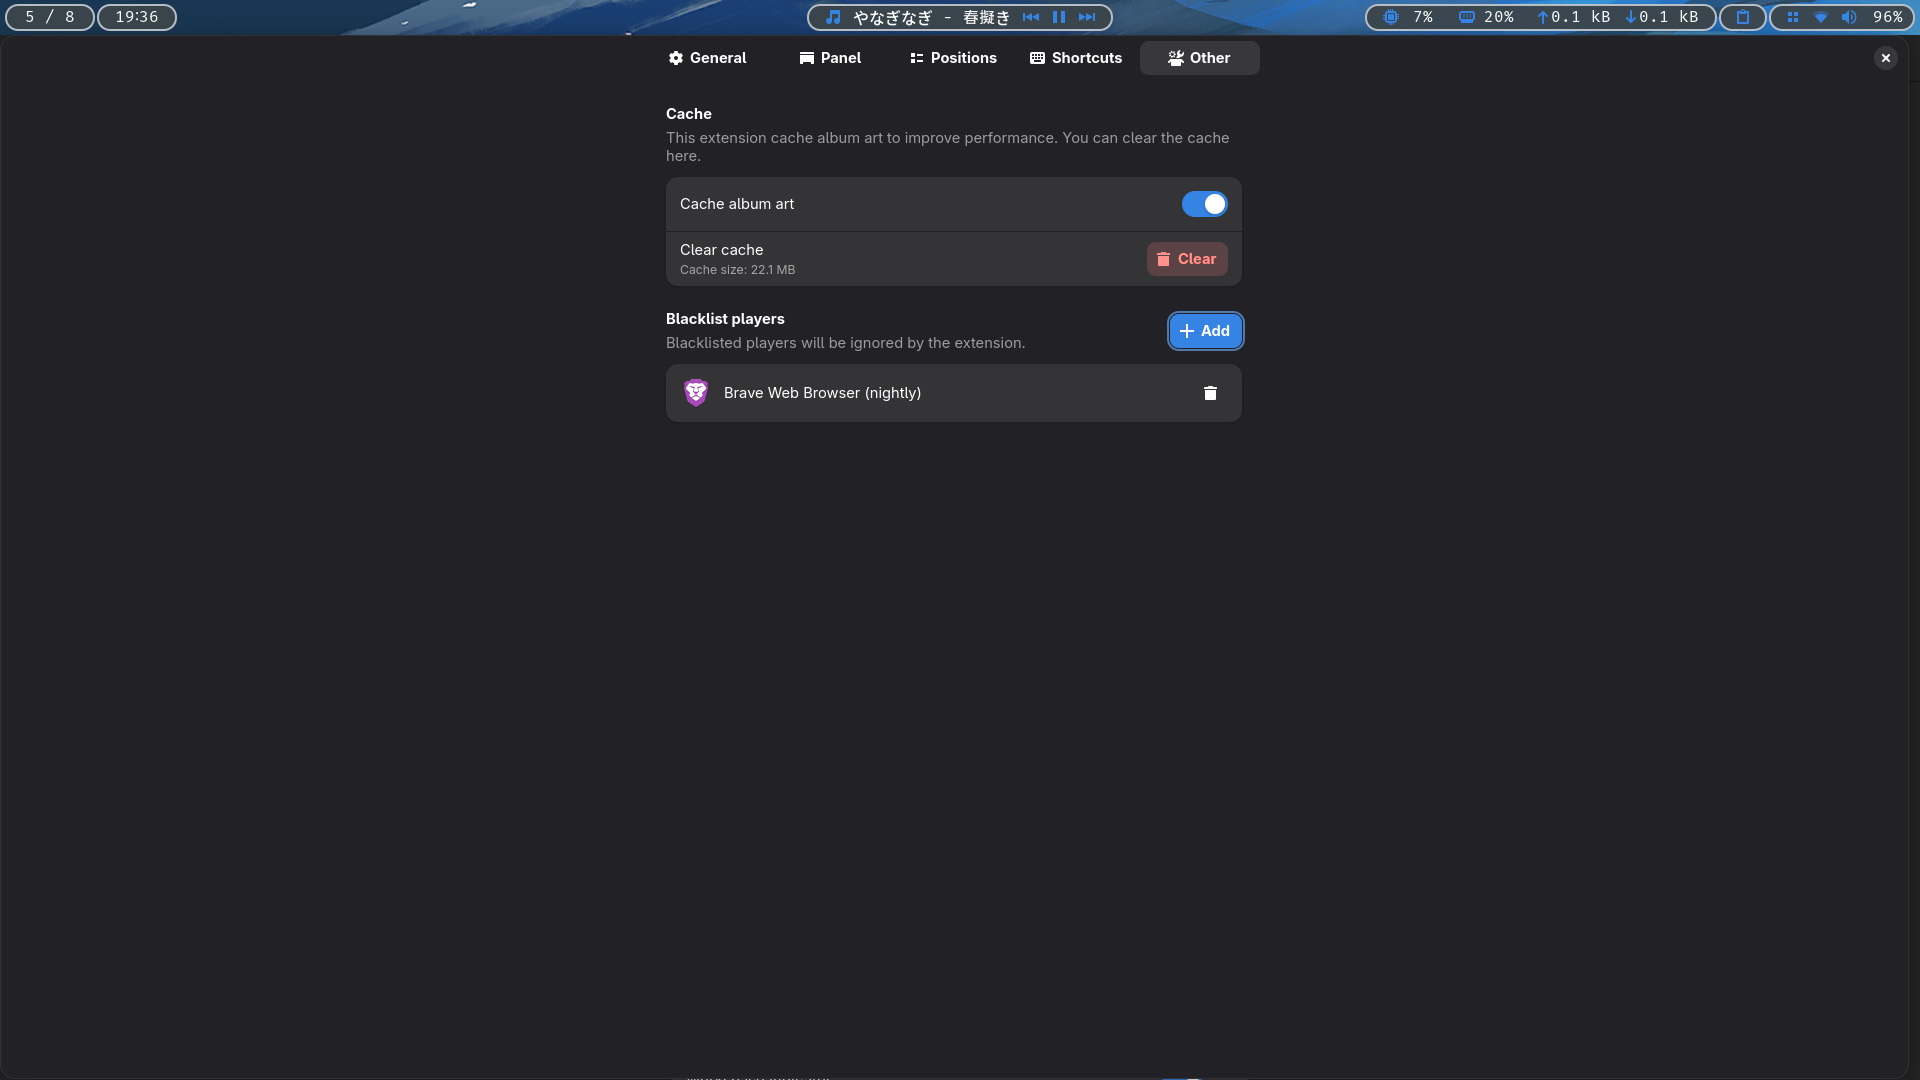 5 / 8
19:36
やなぎなぎ - 春擬き
7%
20%
↑0.1 kB
↓0.1 kB
96%
General
Panel
Positions
Shortcuts
Other
Cache
This extension cache album art to improve performance. You can clear the cache
here.
Cache album art
Clear cache
Cache size: 22.1 MB
Clear
Blacklist players
Blacklisted players will be ignored by the extension.
Add
Brave Web Browser (nightly)